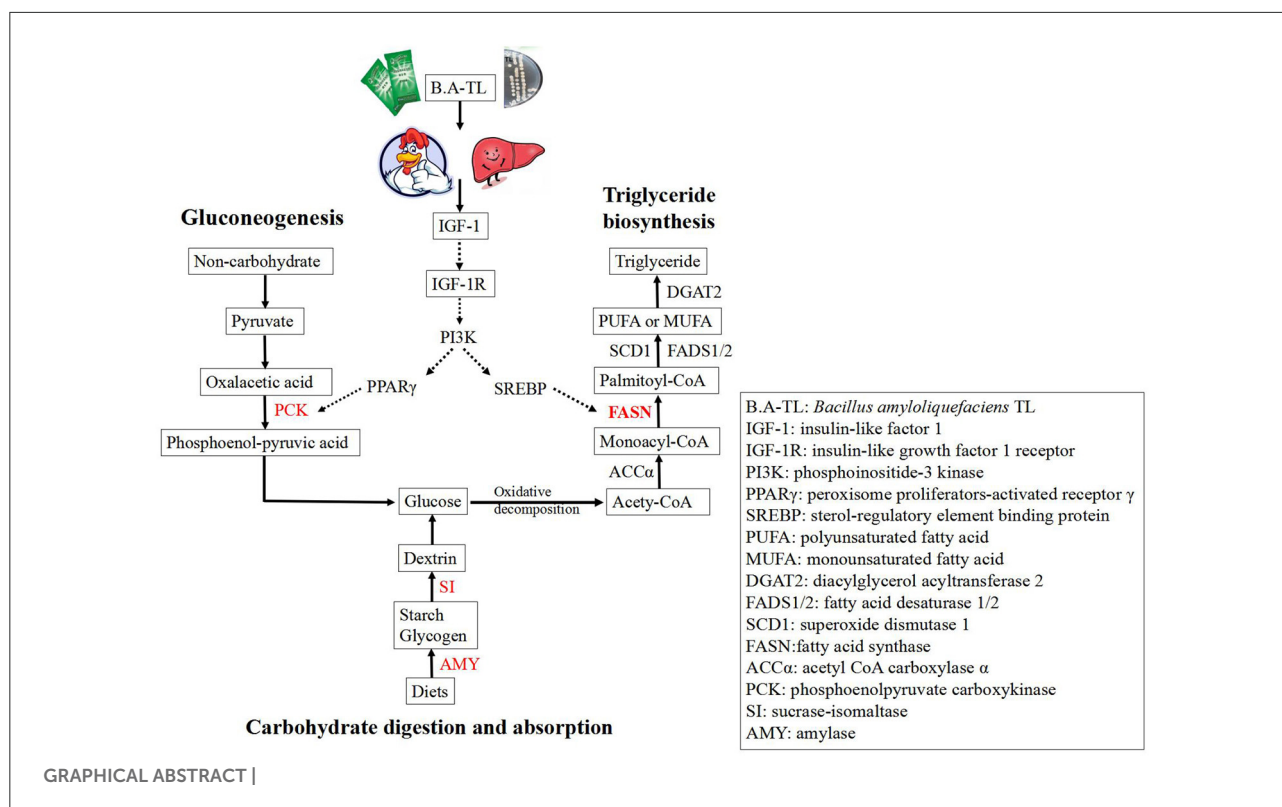 B.A-TL
Triglyceride
biosynthesis
Gluconeogenesis
IGF-1
Non-carbohydrate
Triglyceride
IGF-1R
DGAT2
Pyruvate
PUFA or MUFA
PI3K
SCD1 FADS1/2
Oxalacetic acid
PPARγ
SREBP
Palmitoyl-CoA
PCK
FASN
Phosphoenol-pyruvic acid
Monoacyl-CoA
ACCα
Glucose
Oxidative
decomposition
Acety-CoA
Dextrin
SI
Starch
Glycogen
AMY
Diets
Carbohydrate digestion and absorption
B.A-TL: Bacillus amyloliquefaciens TL
IGF-1: insulin-like factor 1
IGF-1R: insulin-like growth factor 1 receptor
PI3K: phosphoinositide-3 kinase
PPARγ: peroxisome proliferators-activated receptor γ
SREBP: sterol-regulatory element binding protein
PUFA: polyunsaturated fatty acid
MUFA: monounsaturated fatty acid
DGAT2: diacylglycerol acyltransferase 2
FADS1/2: fatty acid desaturase 1/2
SCD1: superoxide dismutase 1
FASN:fatty acid synthase
ACCα: acetyl CoA carboxylase α
PCK: phosphoenolpyruvate carboxykinase
SI: sucrase-isomaltase
AMY: amylase
GRAPHICAL ABSTRACT |